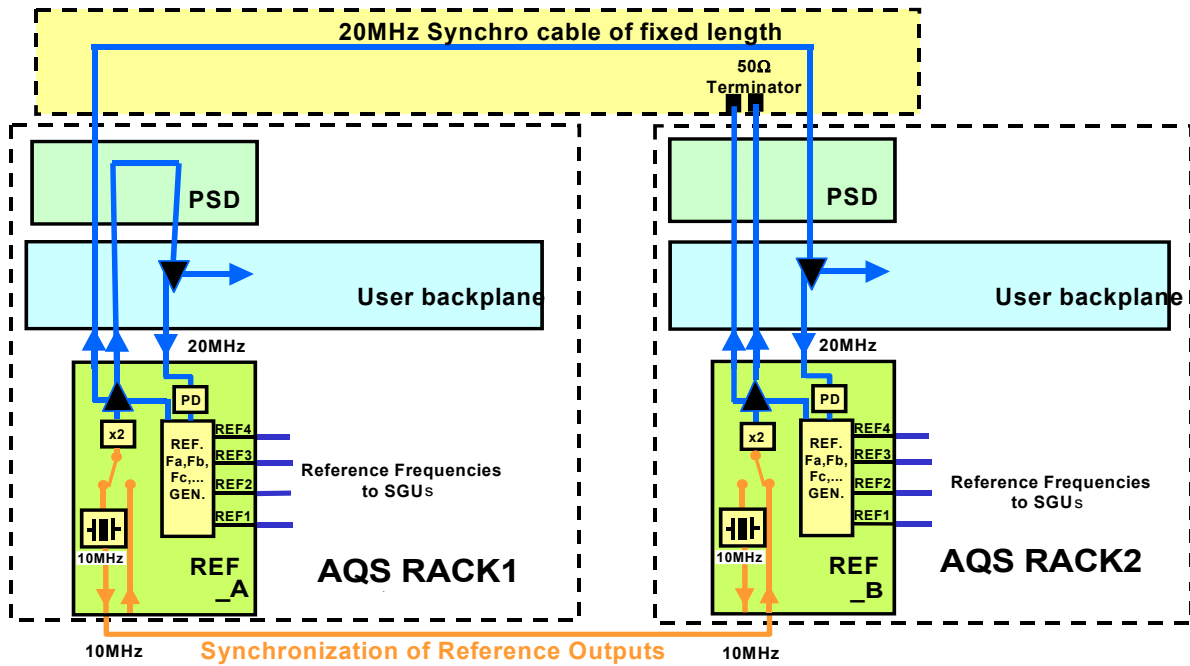 20MHz Synchro cable of fixed length
50Ω
Terminator
PSD
PSD
User backplane
User backplane
20MHz
20MHz
PD
PD
x2
REF.
Fa,Fb,
Fc,...
GEN.
REF4
REF3
REF2
REF1
Reference Frequencies
to SGUs
x2
REF.
Fa,Fb,
Fc,...
GEN.
REF4
REF3
REF2
REF1
Reference Frequencies
to SGUs
10MHz
REF
_A
AQS RACK1
10MHz
REF
_B
AQS RACK2
10MHz
Synchronization of Reference Outputs
10MHz